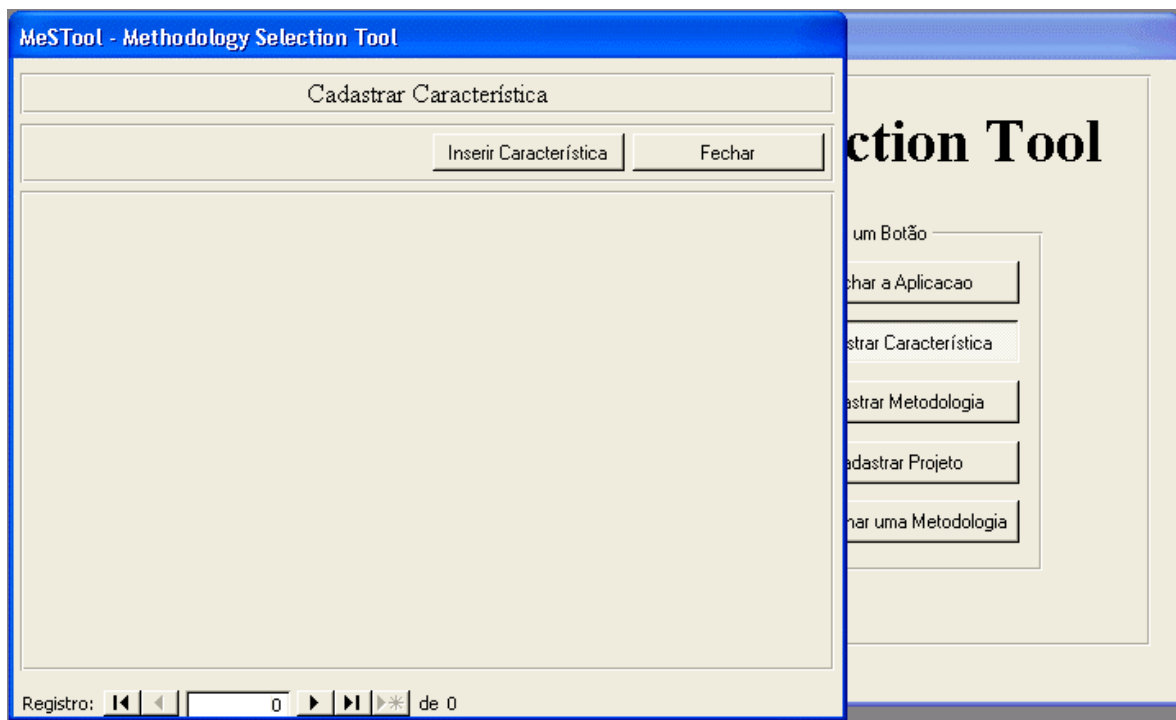 MeSTool - Methodology Selection Tool
Cadastrar Característica
Inserir Característica
Fechar
ction Tool
um Botão
char a Aplicacao
strar Característica
astrar Metodologia
adastrar Projeto
nar uma Metodologia
Registro: 0 de 0